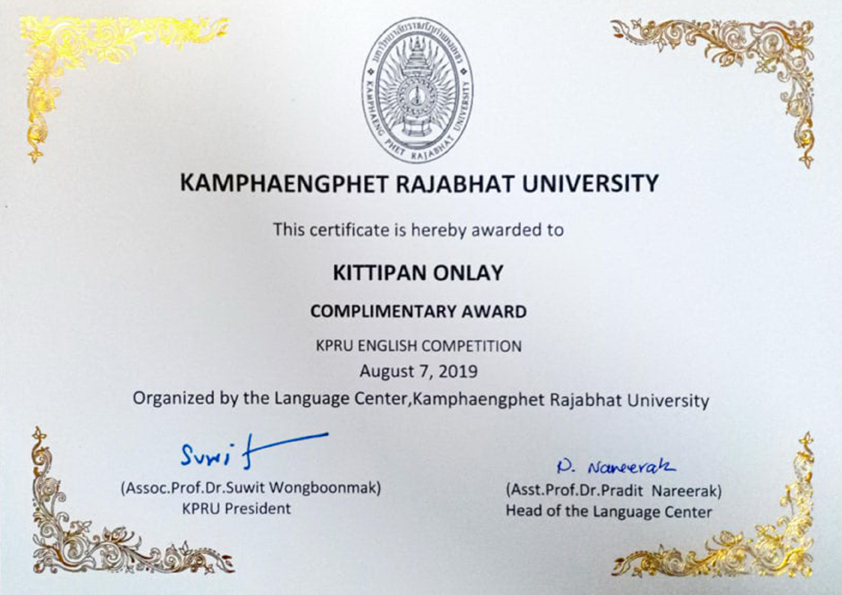 มหาวิทยาลัยราชภัฏกำแพงเพชร
KAMPHAENG PHET RAJABHAT UNIVERSITY
KAMPHAENGPHET RAJABHAT UNIVERSITY
This certificate is hereby awarded to
KITTIPAN ONLAY
COMPLIMENTARY AWARD
KPRU ENGLISH COMPETITION
August 7, 2019
Organized by the Language Center,Kamphaengphet Rajabhat University
Suwit
P. Nareerak
(Assoc.Prof.Dr.Suwit Wongboonmak)
(Asst.Prof.Dr.Pradit Nareerak)
KPRU President
Head of the Language Center